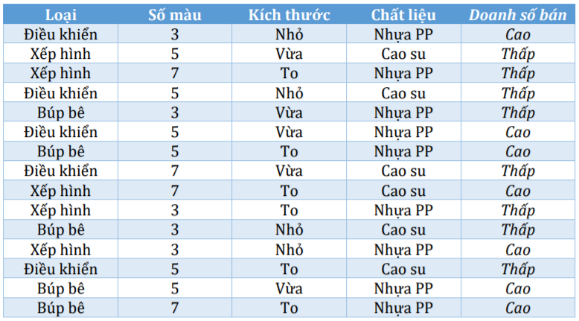 Loại Số màu Kích thước Chất liệu Doanh số bán
Điều khiển 3 Nhỏ Nhựa PP Cao
Xếp hình 5 Vừa Cao su Thấp
Xếp hình 7 To Nhựa PP Thấp
Điều khiển 5 Nhỏ Cao su Thấp
Búp bê 3 Vừa Nhựa PP Thấp
Điều khiển 5 Vừa Nhựa PP Cao
Búp bê 5 To Nhựa PP Cao
Điều khiển 7 Vừa Cao su Thấp
Xếp hình 7 To Cao su Cao
Xếp hình 3 To Nhựa PP Thấp
Búp bê 3 Nhỏ Cao su Thấp
Xếp hình 3 Nhỏ Nhựa PP Cao
Điều khiển 5 To Cao su Thấp
Búp bê 5 Vừa Nhựa PP Cao
Búp bê 7 To Nhựa PP Cao